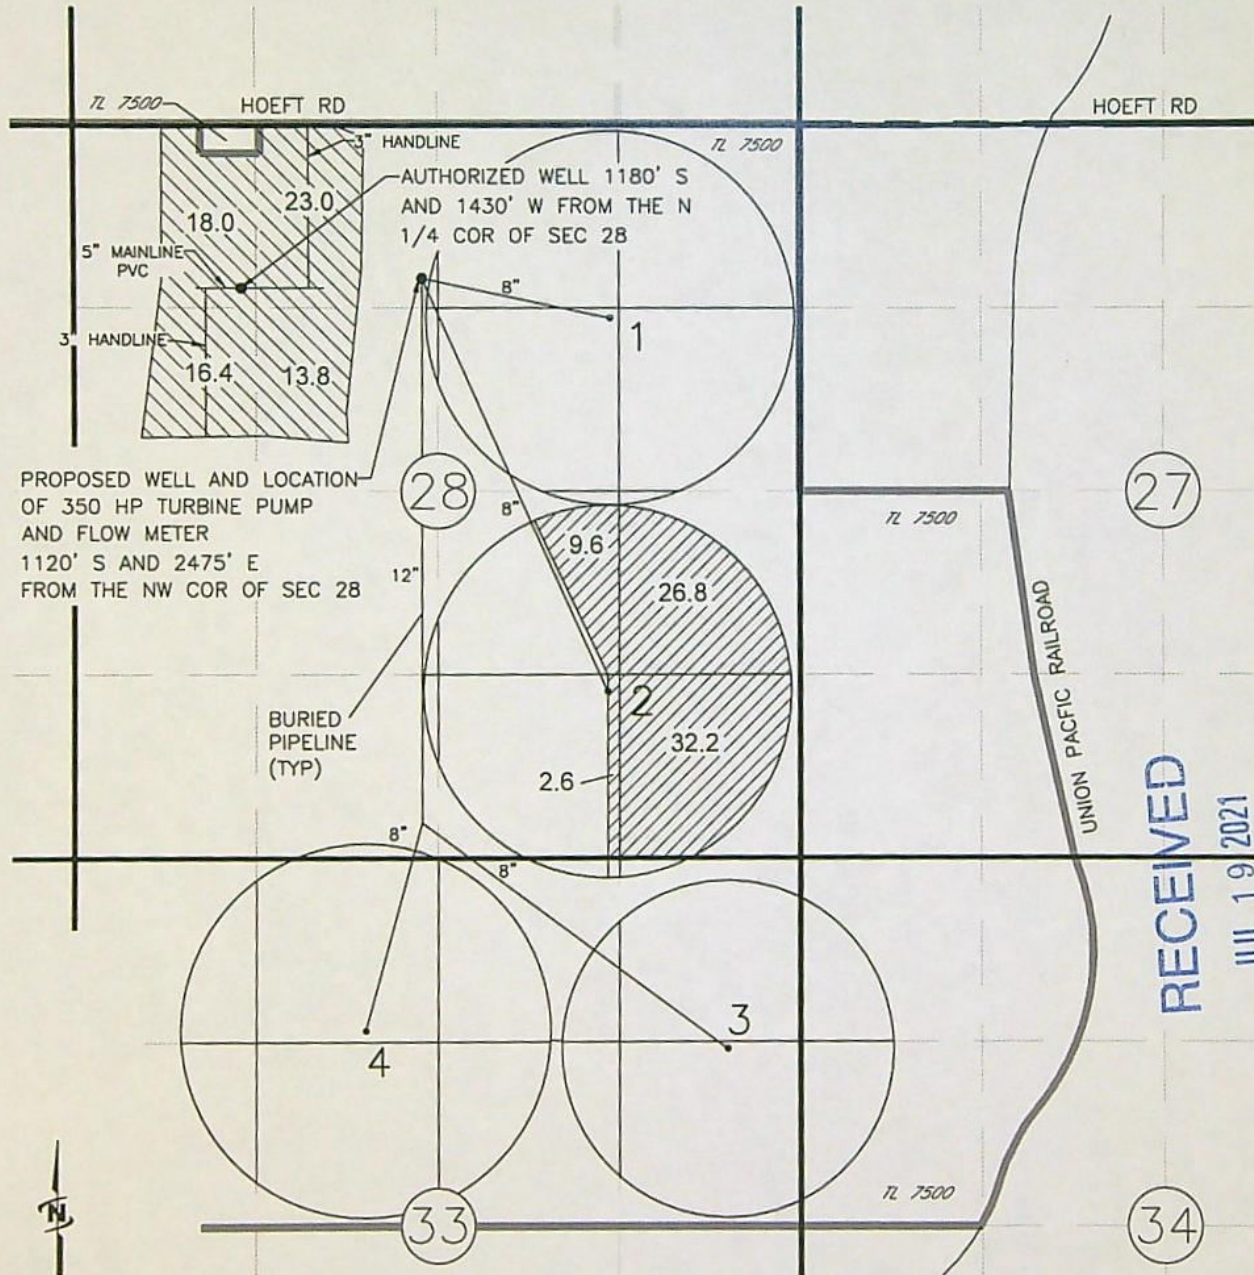 TL 7500
HOEFT RD
HOEFT RD
3" HANDLINE
TL 7500
AUTHORIZED WELL 1180' S
AND 1430' W FROM THE N
1/4 COR OF SEC 28
23.0
18.0
5" MAINLINE
PVC
8"
1
3" HANDLINE
16.4
13.8
PROPOSED WELL AND LOCATION
OF 350 HP TURBINE PUMP
AND FLOW METER
1120' S AND 2475' E
FROM THE NW COR OF SEC 28
28
27
8"
TL 7500
9.6
12"
26.8
UNION PACFIC RAILROAD
2
BURIED
PIPELINE
(TYP)
32.2
2.6
RECEIVED
JUL 19 2021
8"
8"
3
4
TL 7500
N
33
34